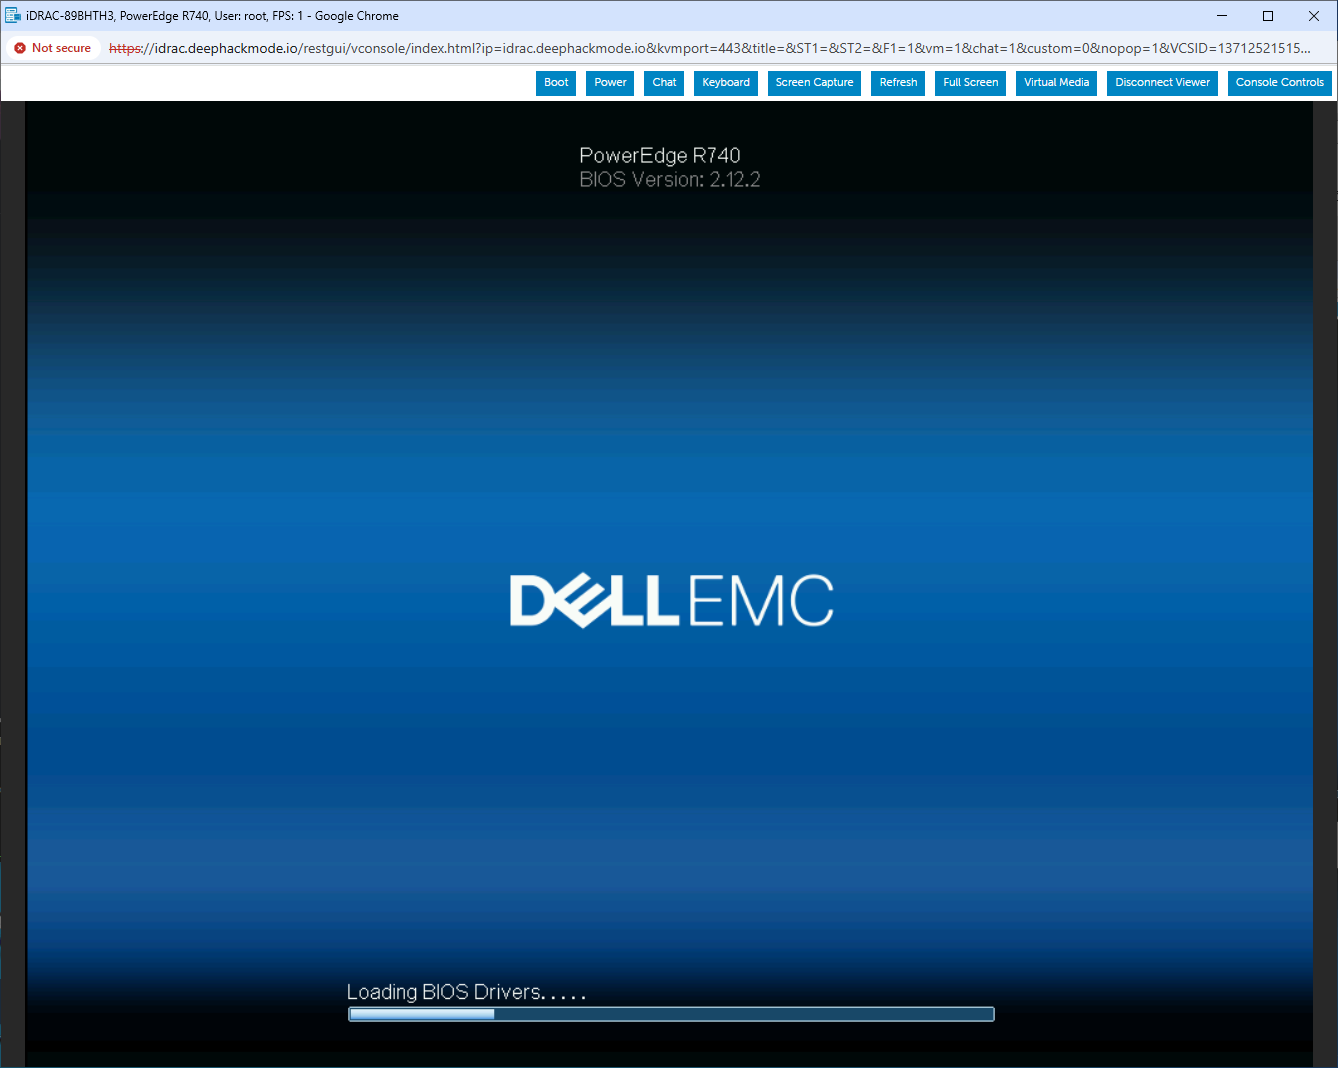 iDRAC-89BHTH3, PowerEdge R740, User: root, FPS: 1 - Google Chrome
Not secure https://idrac.deephackmode.io/restgui/vconsole/index.html?ip=idrac.deephackmode.io&kvmport=443&title=&ST1=&ST2=&F1=1&vm=1&chat=1&custom=0&nopop=1&VCSID=13712521515...
Boot Power Chat Keyboard Screen Capture Refresh Full Screen Virtual Media Disconnect Viewer Console Controls
PowerEdge R740
BIOS Version: 2.12.2
DELL EMC
Loading BIOS Drivers.....